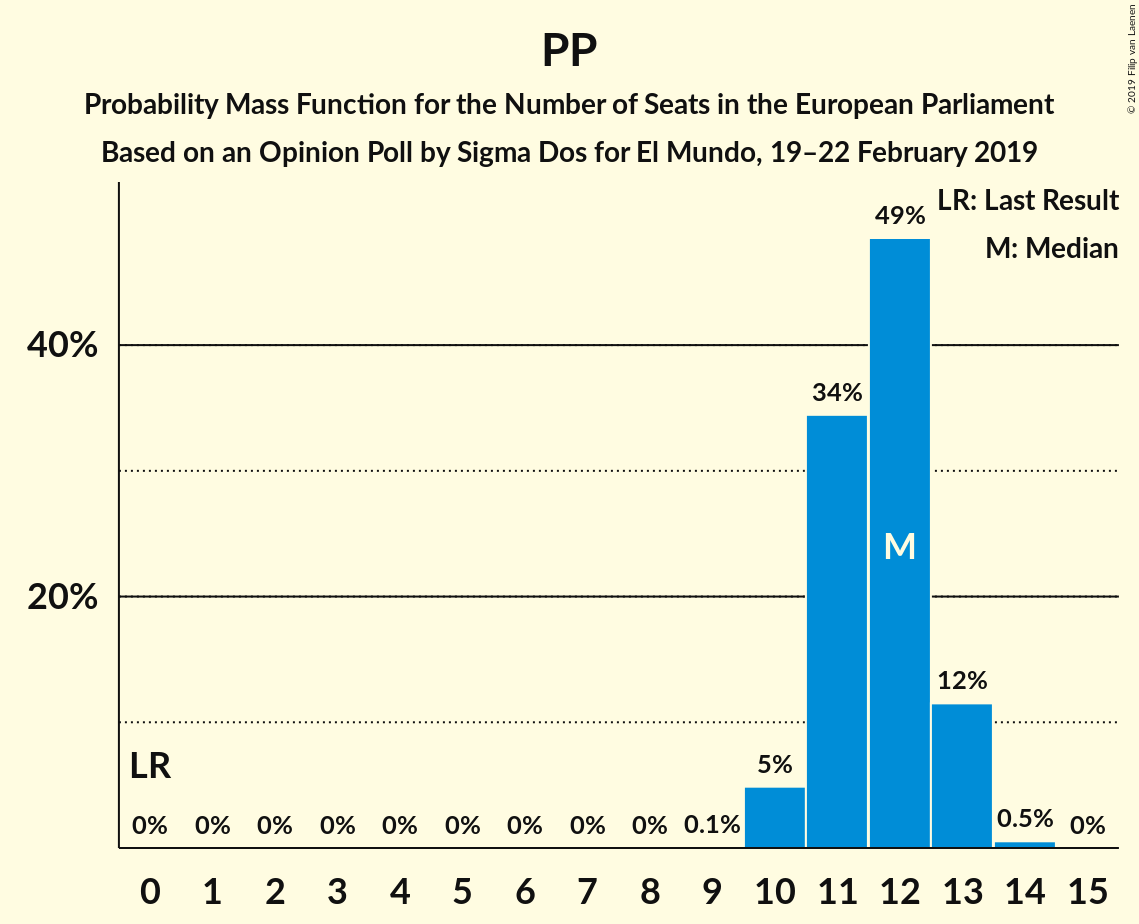 PP
Probability Mass Function for the Number of Seats in the European Parliament
Based on an Opinion Poll by Sigma Dos for El Mundo, 19–22 February 2019
© 2019 Filip van Laenen
LR: Last Result
M: Median
49%
40%
34%
M
20%
12%
LR
5%
0% 0% 0% 0% 0% 0% 0% 0% 0% 0.1% 0.5% 0%
0 1 2 3 4 5 6 7 8 9 10 11 12 13 14 15